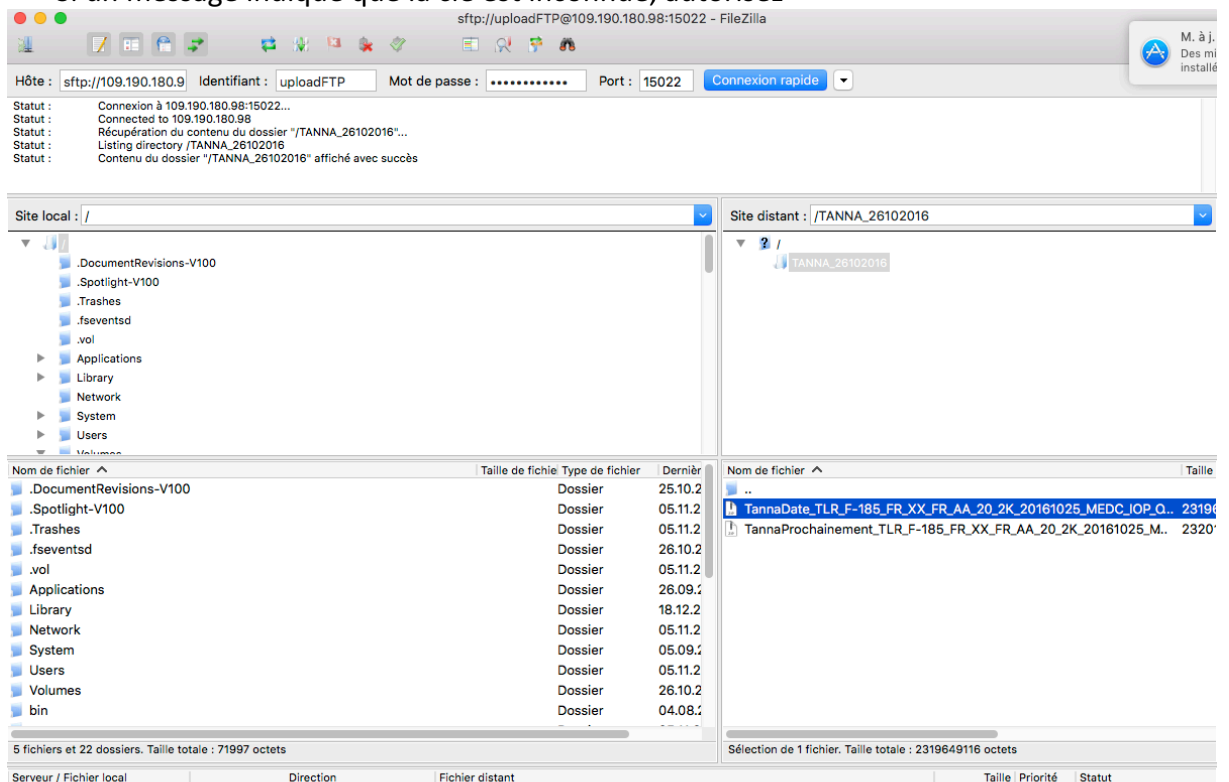 sftp://uploadFTP@109.190.180.98:15022 - FileZilla
M. à j.
Des mi
installé
Hôte : sftp://109.190.180.9 Identifiant : uploadFTP Mot de passe : •••••••••••• Port : 15022 Connexion rapide
Statut : Connexion à 109.190.180.98:15022...
Statut : Connected to 109.190.180.98
Statut : Récupération du contenu du dossier "/TANNA_26102016"...
Statut : Listing directory /TANNA_26102016
Statut : Contenu du dossier "/TANNA_26102016" affiché avec succès
Site local : /
/
.DocumentRevisions-V100
.Spotlight-V100
.Trashes
.fseventsd
.vol
Applications
Library
Network
System
Users
Volumes
Site distant : /TANNA_26102016
/
TANNA_26102016
Nom de fichier Taille de fichie Type de fichier Dernièr
.DocumentRevisions-V100 Dossier 25.10.2
.Spotlight-V100 Dossier 05.11.2
.Trashes Dossier 05.11.2
.fseventsd Dossier 26.10.2
.vol Dossier 05.11.2
Applications Dossier 26.09.2
Library Dossier 18.12.2
Network Dossier 05.11.2
System Dossier 05.09.2
Users Dossier 05.11.2
Volumes Dossier 26.10.2
bin Dossier 04.08.2
5 fichiers et 22 dossiers. Taille totale : 71997 octets
Nom de fichier Taille
..
TannaDate_TLR_F-185_FR_XX_FR_AA_20_2K_20161025_MEDC_IOP_O... 23196
TannaProchainement_TLR_F-185_FR_XX_FR_AA_20_2K_20161025_M... 23201
Sélection de 1 fichier. Taille totale : 2319649116 octets
Serveur / Fichier local Direction Fichier distant Taille Priorité Statut